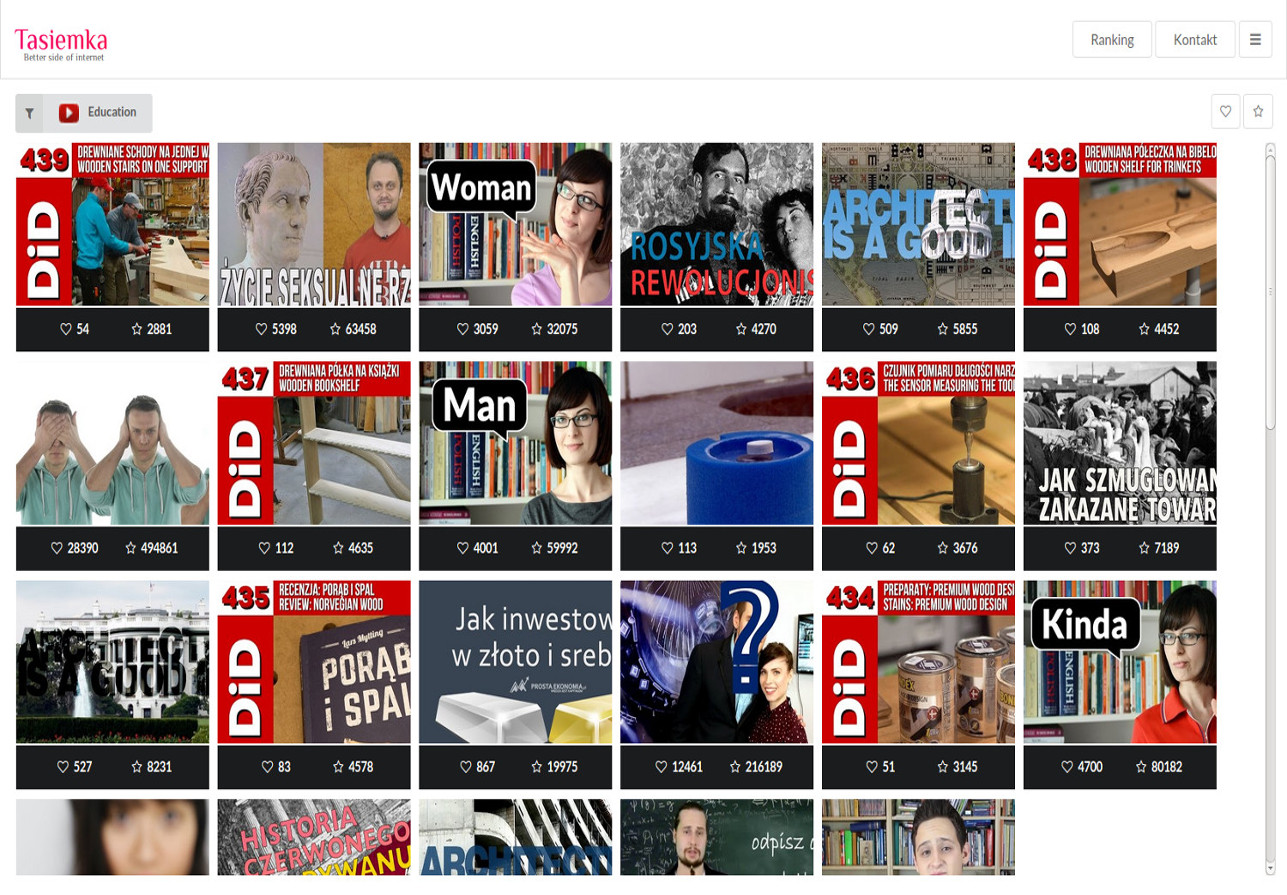 Tasiemka
Better side of internet
Ranking
Kontakt
Education
439
DREWNIANE SCHODY NA JEDNEJ W
WOODEN STAIRS ON ONE SUPPORT
DiD
ŻYCIE SEKSUALNE RZ
Woman
POLISH
ENGLISH
ROSYJSKA
REWOLUCJONIS
ARCHITECTU
IS A GOOD I
438
DREWNIANA PÓŁECZKA NA BIBELO
WOODEN SHELF FOR TRINKETS
DiD
54 2881
5398 63458
3059 32075
203 4270
509 5855
108 4452
437
DREWNIANA PÓŁKA NA KSIĄŻKI
WOODEN BOOKSHELF
DiD
Man
POLISH
ENGLISH
436
CZUJNIK POMIARU DŁUGOŚCI NARZ
THE SENSOR MEASURING THE TOOL
DiD
JAK SZMUGLOWAN
ZAKAZANE TOWAR
28390 494861
112 4635
4001 59992
113 1953
62 3676
373 7189
ARCHITECT
IS A GOOD
435
RECENZJA: PORĄB I SPAL
REVIEW: NORVEGIAN WOOD
DiD
Lars Mytting
PORĄB
i SPAL
Jak inwestow
w złoto i sreb
PROSTA EKONOMIA.pl
?
434
PREPARATY: PREMIUM WOOD DESI
STAINS: PREMIUM WOOD DESIGN
DiD
Kinda
ENGLISH
527 8231
83 4578
867 19975
12461 216189
51 3145
4700 80182
HISTORIA
CZERWONEGO
DYWANU
ARCHITECTU
odpisz o